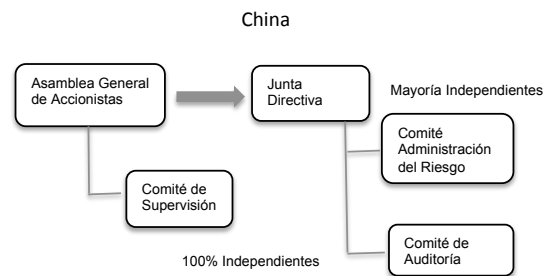 China
Asamblea General
de Accionistas
Junta
Directiva
Mayoría Independientes
Comité
Administración
del Riesgo
Comité de
Supervisión
100% Independientes
Comité de
Auditoría